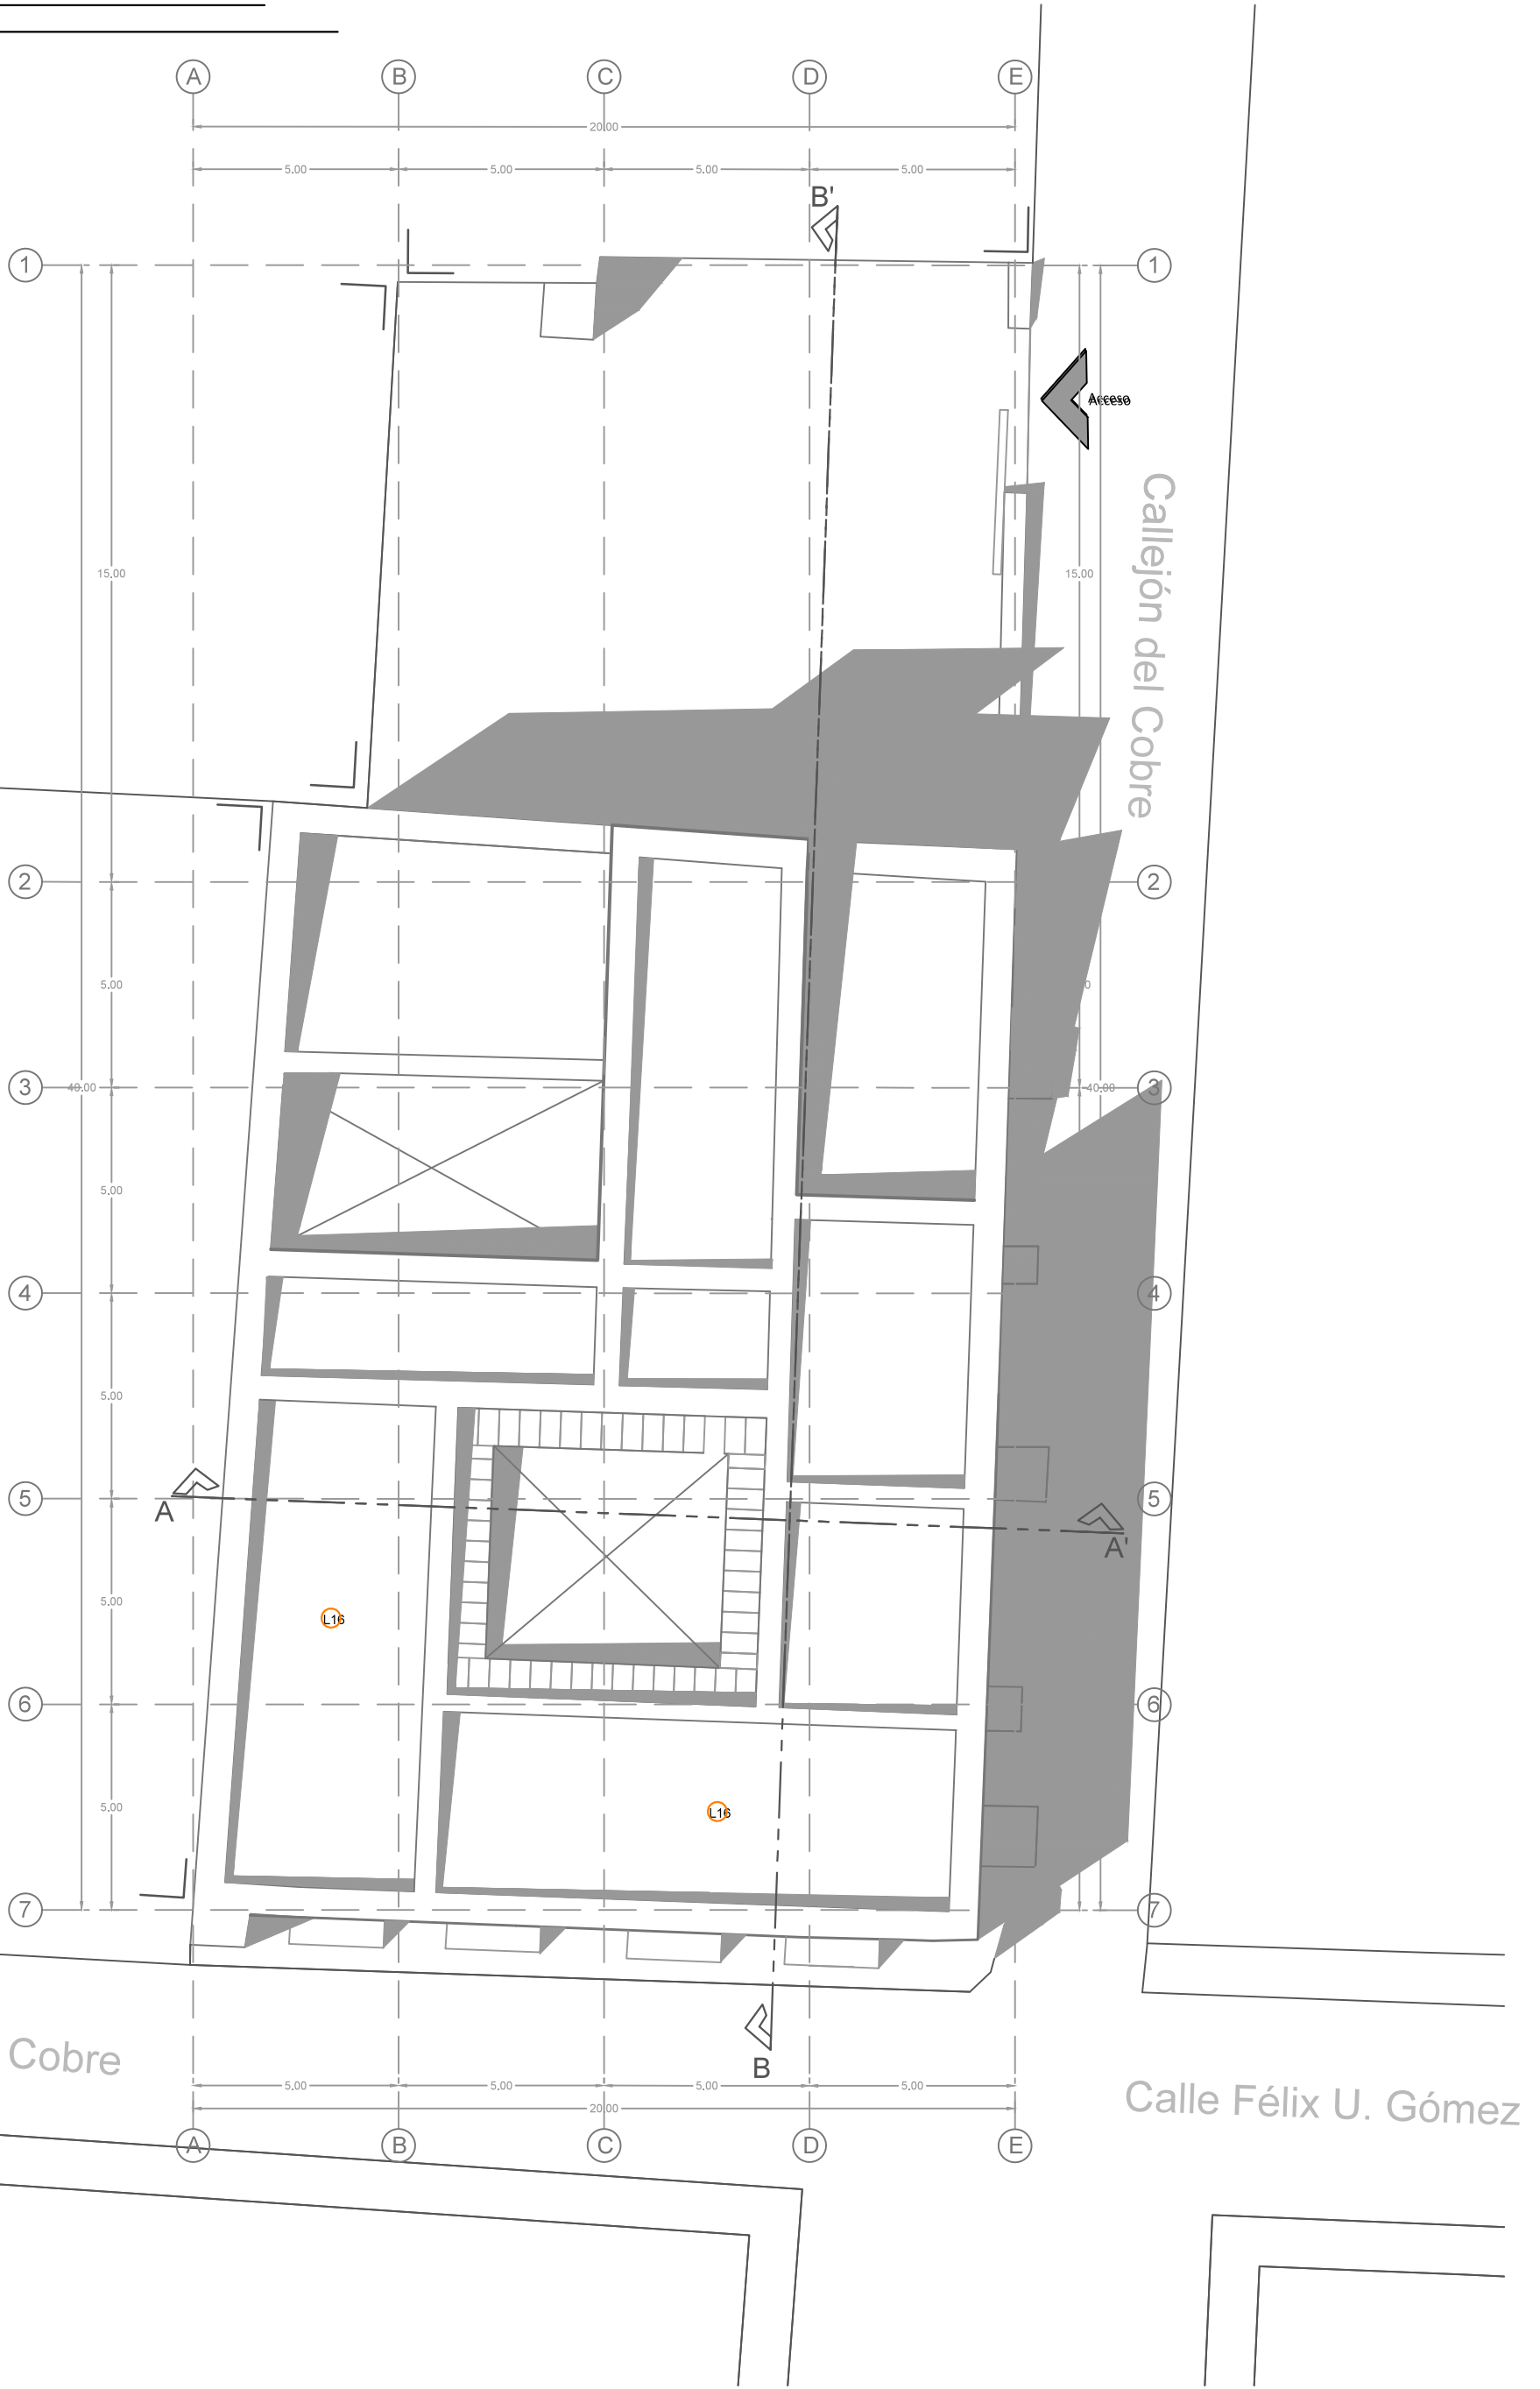 A B C D E
20.00
5.00 5.00 5.00 5.00
B'
1 1
Acceso
Acceso
Callejón del Cobre
15.00 15.00
2 2
5.00
3 40.00 40.00 3
5.00
4 4
5.00
5 5
A A'
5.00
L16
6 6
5.00
L16
7 7
Cobre
B
5.00 5.00 5.00 5.00
20.00
Calle Félix U. Gómez
A B C D E